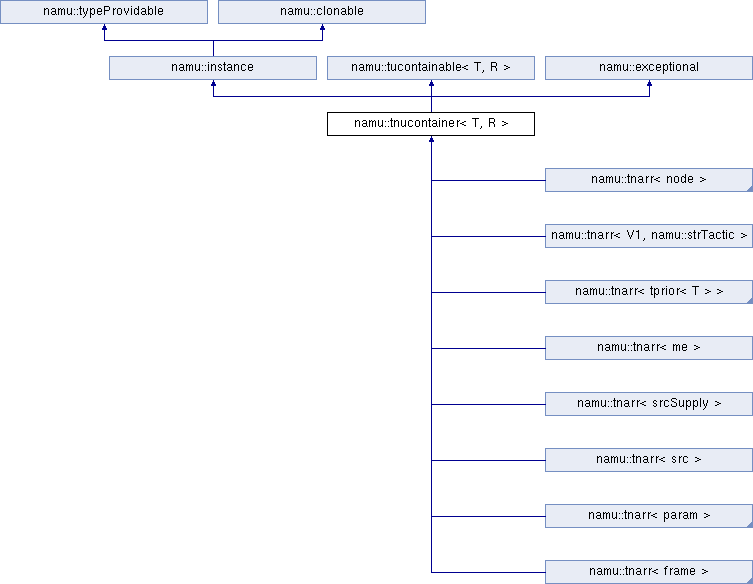 namu::typeProvidable
namu::clonable
namu::instance
namu::tucontainable< T, R >
namu::exceptional
namu::tnucontainer< T, R >
namu::tnarr< node >
namu::tnarr< V1, namu::strTactic >
namu::tnarr< tprior< T > >
namu::tnarr< me >
namu::tnarr< srcSupply >
namu::tnarr< src >
namu::tnarr< param >
namu::tnarr< frame >